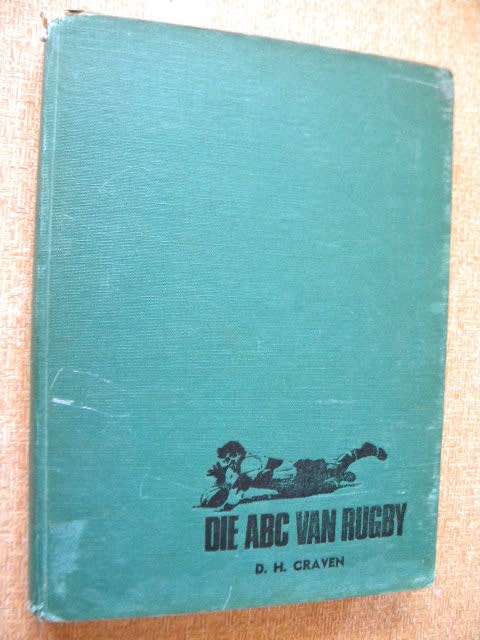 DIE ABC VAN RUGBY
D. H. CRAVEN